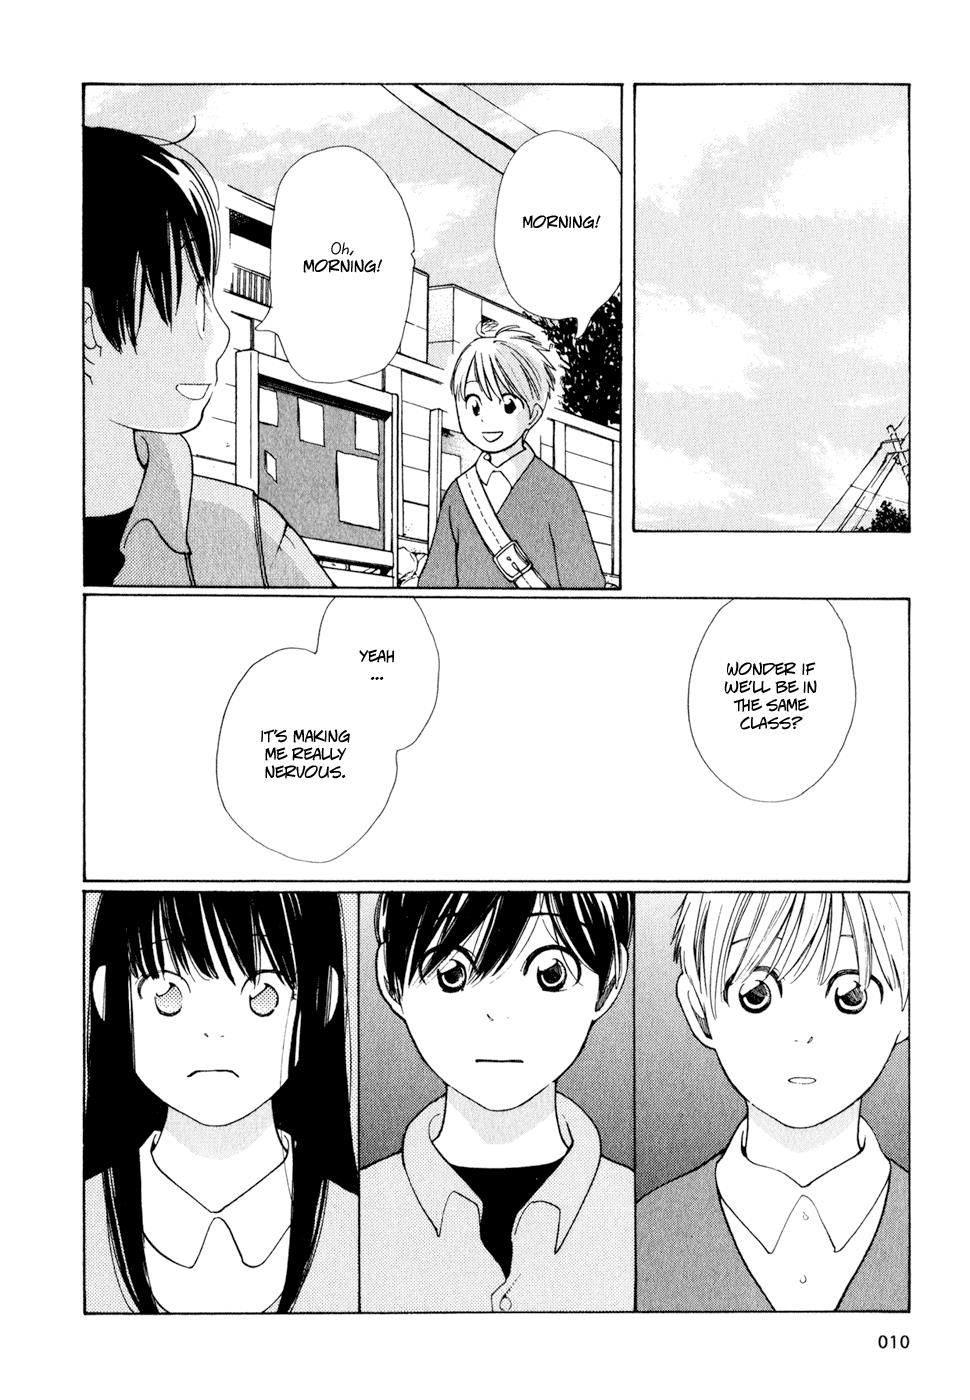 MORNING!
Oh,
MORNING!
WONDER IF
WE'LL BE IN
THE SAME
CLASS?
YEAH
...
IT'S MAKING
ME REALLY
NERVOUS.
010